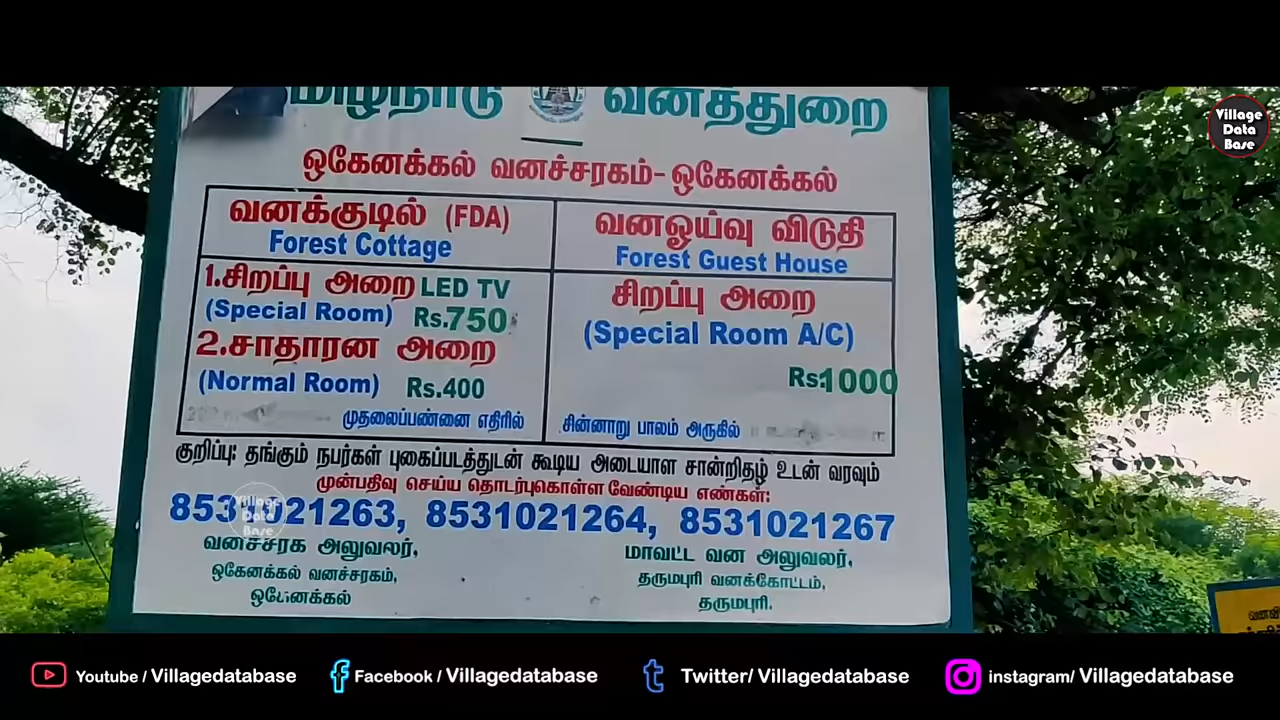 வனத்துறை
ஒகேனக்கல் வனச்சரகம்-ஒகேனக்கல்
வனக்குடில் (FDA)
Forest Cottage
1.சிறப்பு அறை LED TV
(Special Room) Rs.750
2.சாதாரன அறை
(Normal Room) Rs.400
முதலைப்பண்ணை எதிரில்
வனஓய்வு விடுதி
Forest Guest House
சிறப்பு அறை
(Special Room A/C)
Rs.1000
சின்னாறு பாலம் அருகில்
குறிப்பு: தங்கும் நபர்கள் புகைப்படத்துடன் கூடிய அடையாள சான்றிதழ் உடன் வரவும்
முன்பதிவு செய்ய தொடர்புகொள்ள வேண்டிய எண்கள்:
8531021263, 8531021264, 8531021267
வனச்சரக அலுவலர்,
ஒகேனக்கல் வனச்சரகம்,
ஒகேனக்கல்
மாவட்ட வன அலுவலர்,
தருமபுரி வனக்கோட்டம்,
தருமபுரி.
Village
Data
Base
Village
Data
Base
Youtube / Villagedatabase
Facebook / Villagedatabase
Twitter/ Villagedatabase
instagram/ Villagedatabase